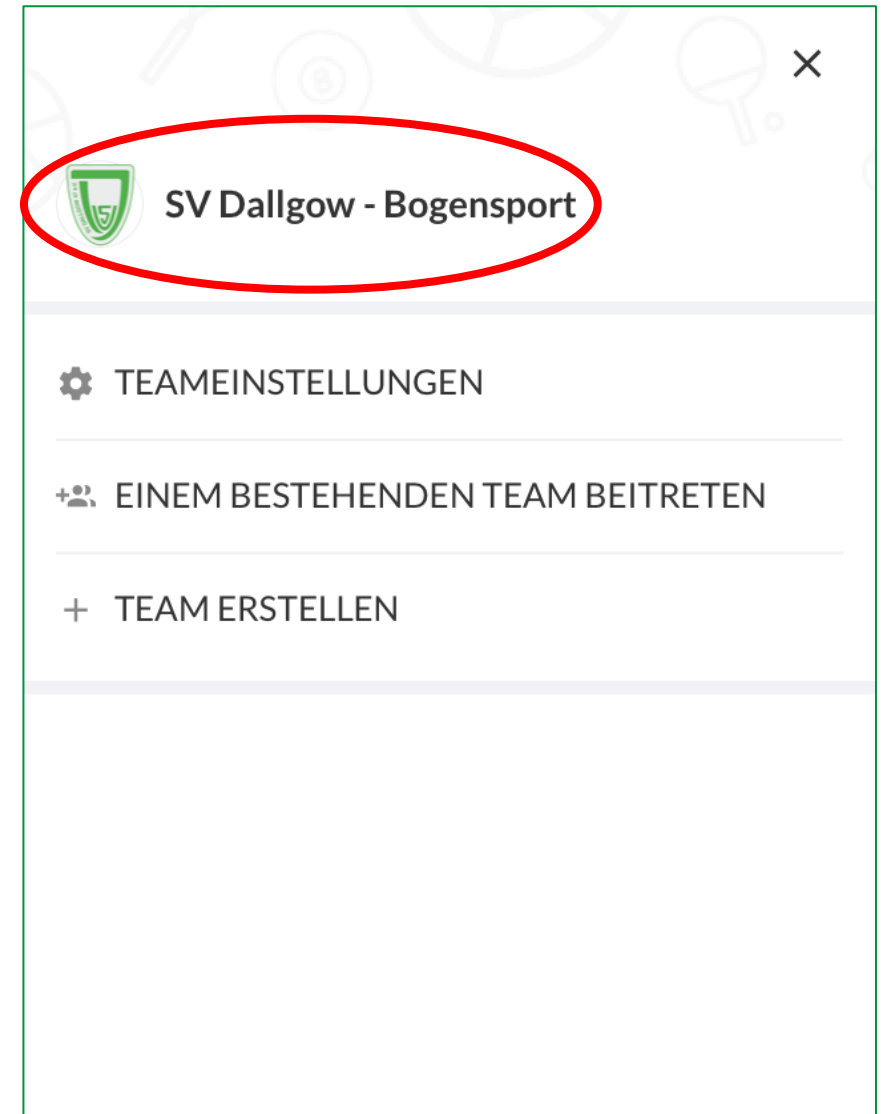 SV Dallgow - Bogensport
TEAMEINSTELLUNGEN
EINEM BESTEHENDEN TEAM BEITRETEN
TEAM ERSTELLEN